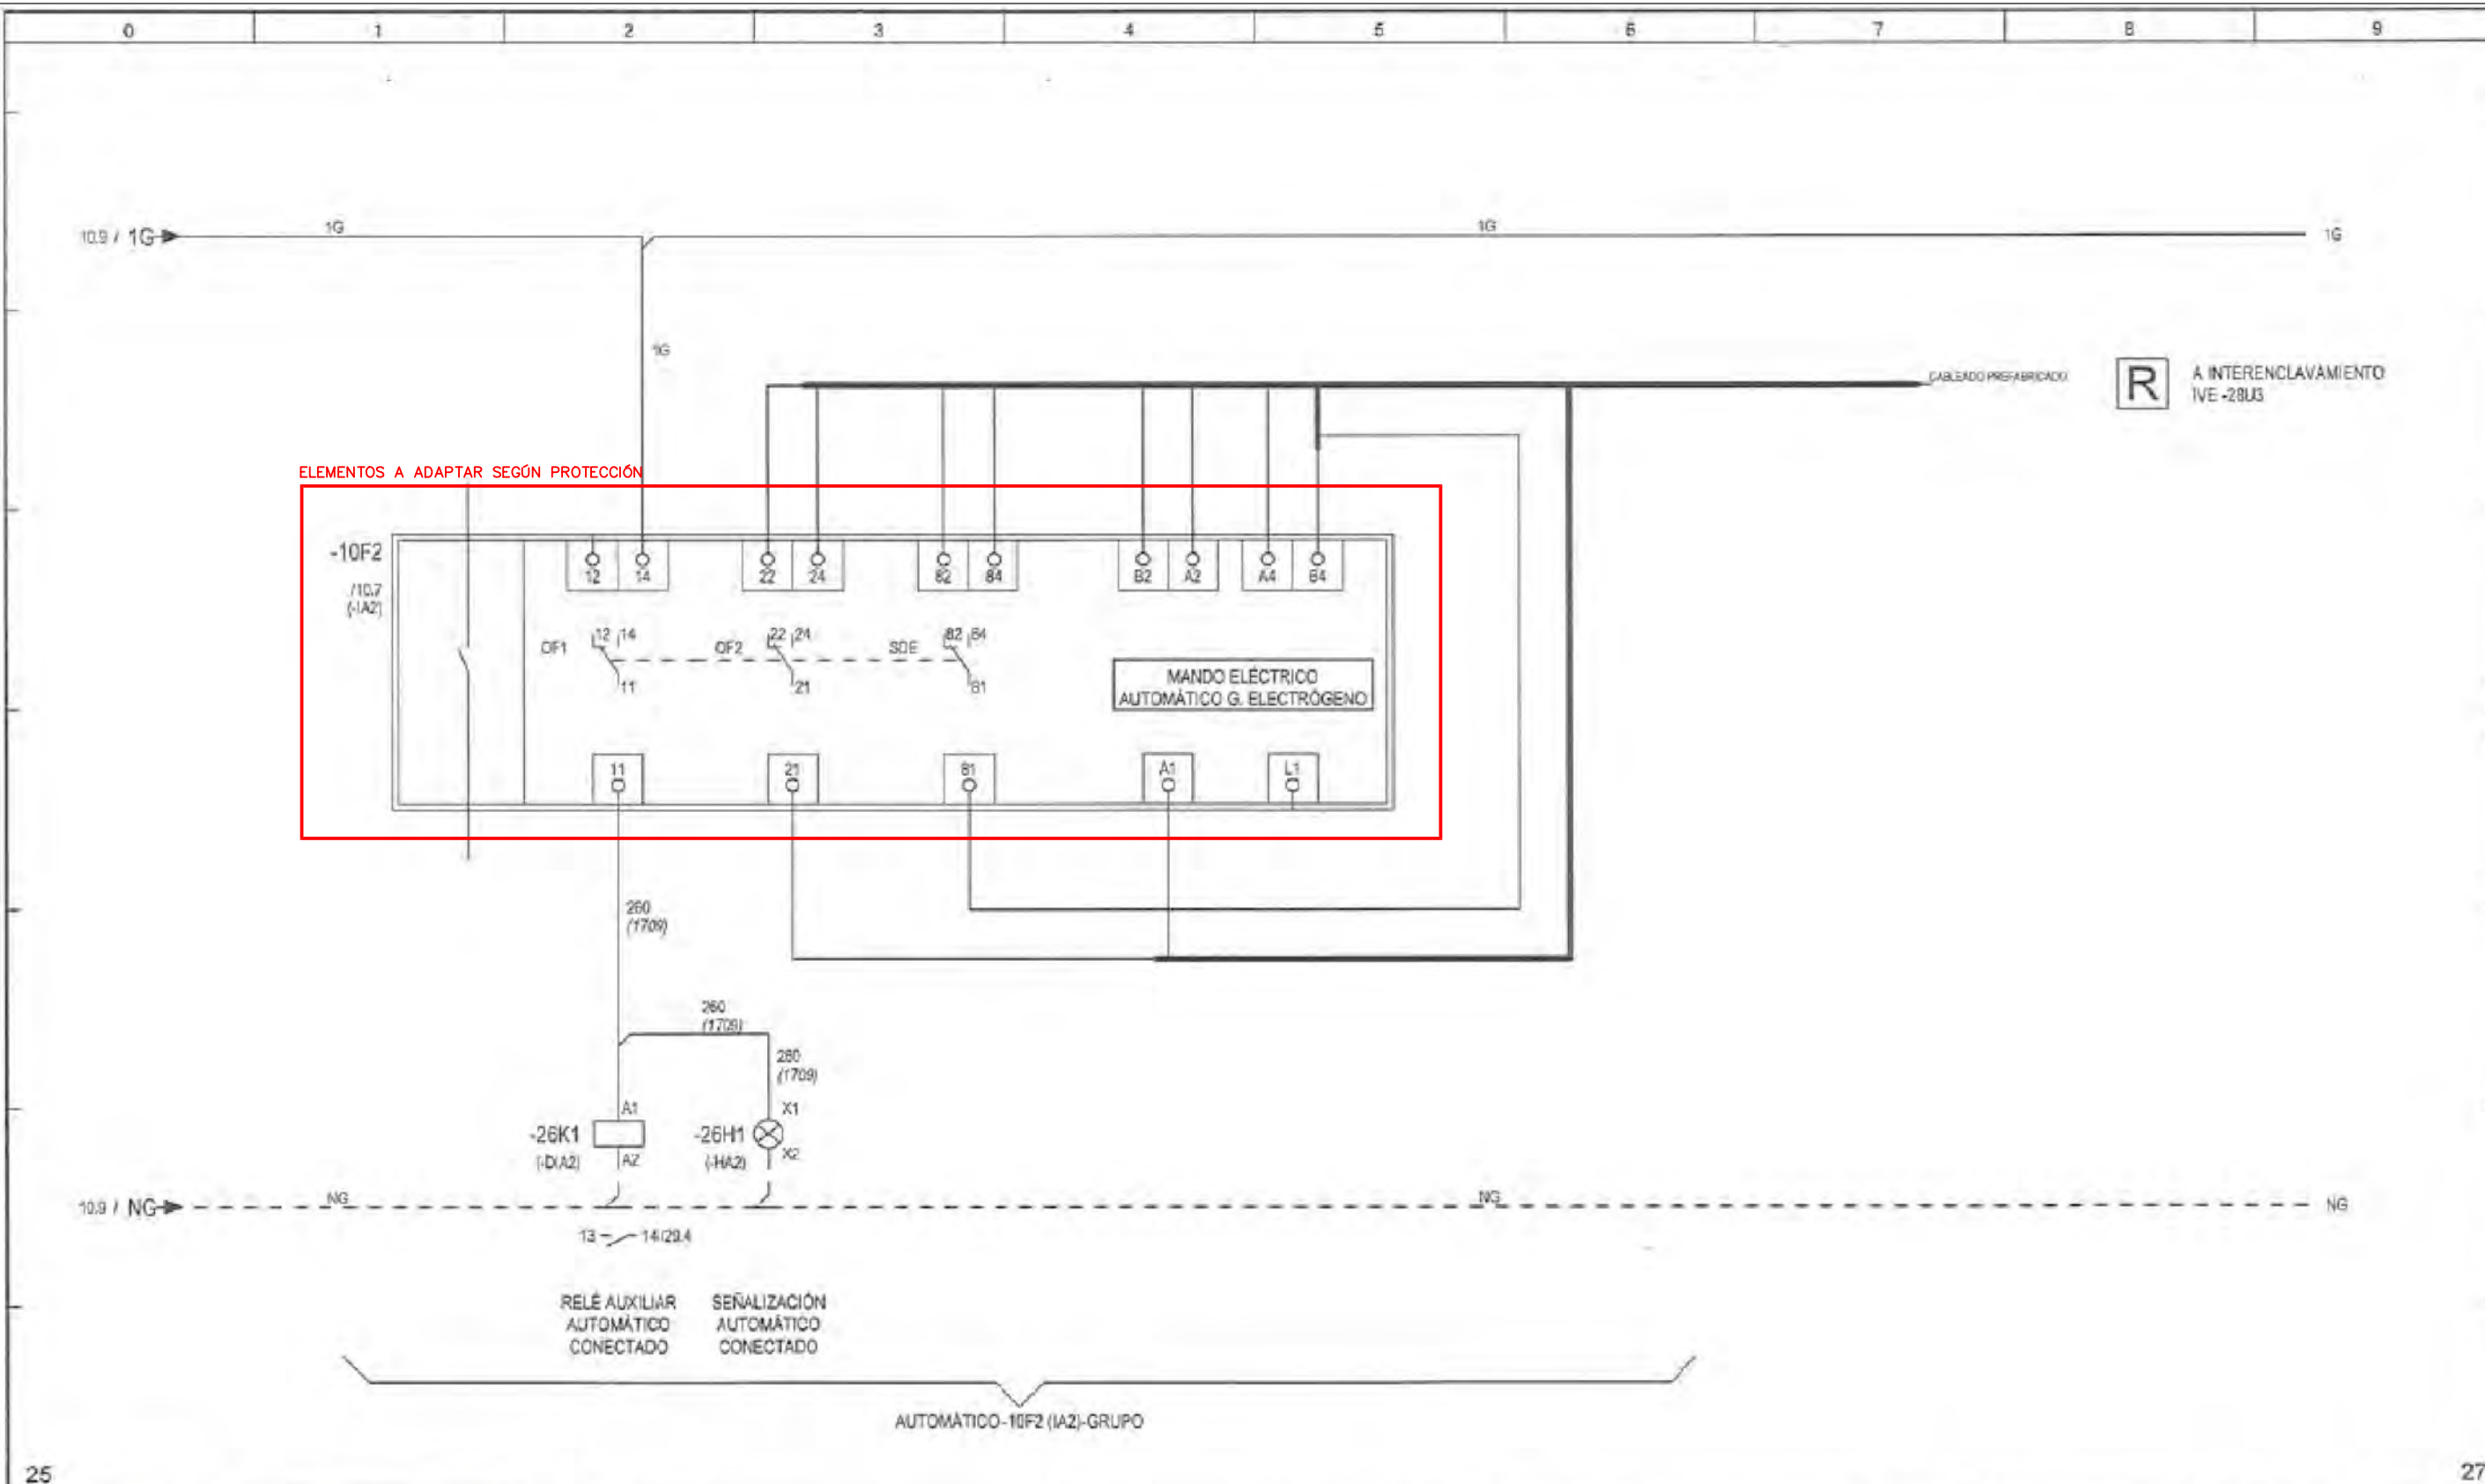 0 1 2 3 4 5 6 7 8 9
10.9 / 1G
1G
1G
1G
1G
CABLEADO PREFABRICADO
R
A INTERENCLAVAMIENTO
IVE -28U3
ELEMENTOS A ADAPTAR SEGÚN PROTECCIÓN
-10F2
/10.7
(-IA2)
12 14 22 24 82 84 B2 A2 A4 B4
OF1 12 14 11
OF2 22 24 21
SDE 82 84 81
MANDO ELÉCTRICO
AUTOMÁTICO G. ELECTRÓGENO
11 21 81 A1 L1
260
(1709)
260
(1709)
260
(1709)
A1
X1
-26K1
-26H1
(-DIA2)
A2
(-HA2)
X2
10.9 / NG
NG
NG
NG
13 14/29.4
RELÉ AUXILIAR
AUTOMÁTICO
CONECTADO
SEÑALIZACIÓN
AUTOMÁTICO
CONECTADO
AUTOMÁTICO-10F2 (IA2)-GRUPO
25
27